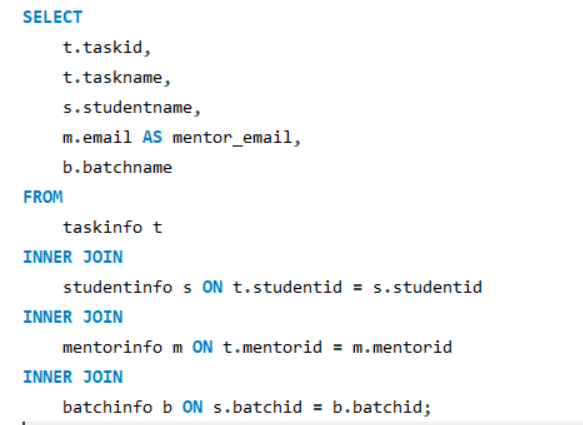 SELECT
    t.taskid,
    t.taskname,
    s.studentname,
    m.email AS mentor_email,
    b.batchname
FROM
    taskinfo t
INNER JOIN
    studentinfo s ON t.studentid = s.studentid
INNER JOIN
    mentorinfo m ON t.mentorid = m.mentorid
INNER JOIN
    batchinfo b ON s.batchid = b.batchid;